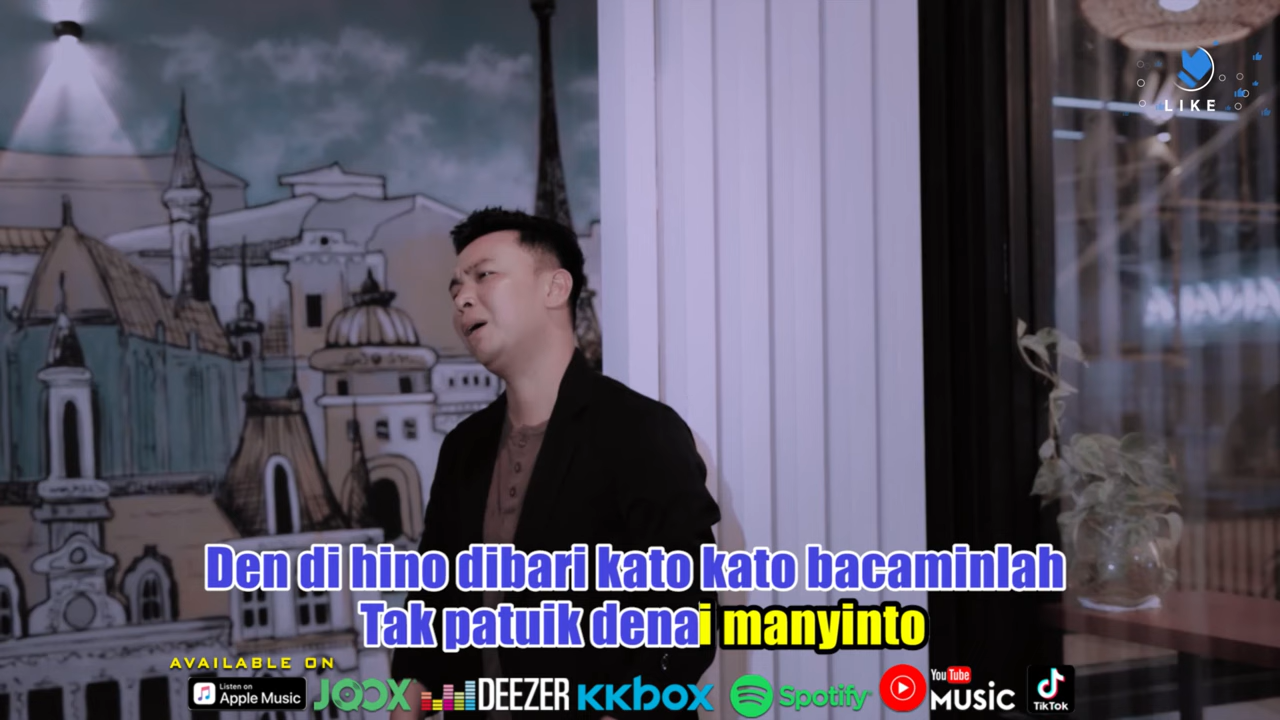 LIKE
Den di hino dibari kato kato bacaminlah
Tak patuik denai manyinto
AVAILABLE ON
Listen on
Apple Music
JOOX
DEEZER
KKBOX
Spotify
YouTube
MUSIC
TikTok